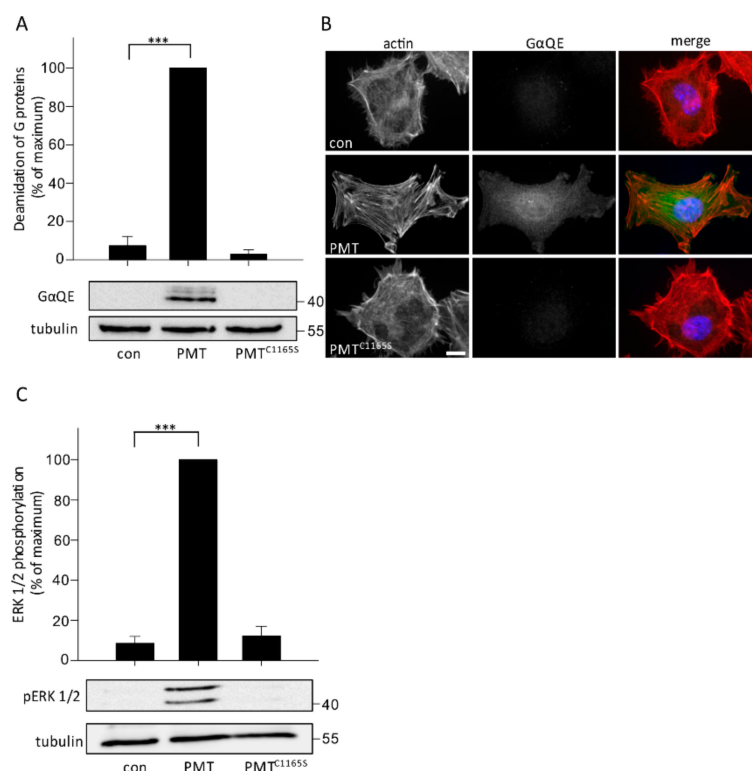 A
***
Deamidation of G proteins
(% of maximum)
100
80
60
40
20
0
GαQE
40
tubulin
55
con
PMT
PMT^C1165S
B
actin
GαQE
merge
con
PMT
PMT^C1165S
C
***
ERK 1/2 phosphorylation
(% of maximum)
100
80
60
40
20
0
pERK 1/2
40
tubulin
55
con
PMT
PMT^C1165S